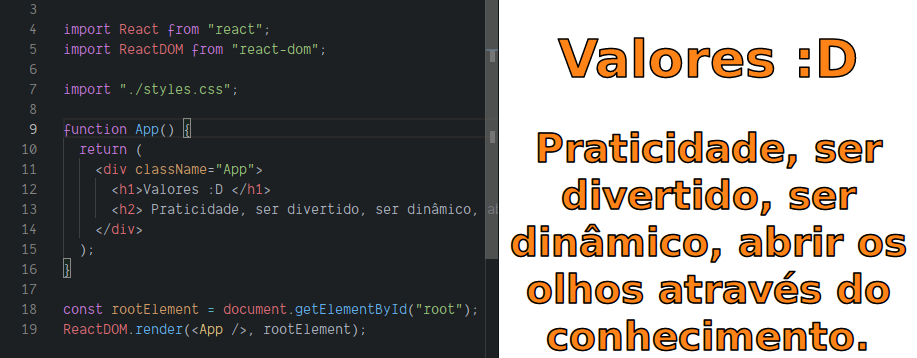 3
4 import React from "react";
5 import ReactDOM from "react-dom";
6
7 import "./styles.css";
8
9 function App() {
10 return (
11 <div className="App">
12 <h1>Valores :D </h1>
13 <h2> Praticidade, ser divertido, ser dinâmico, ab
14 </div>
15 );
16 }
17
18 const rootElement = document.getElementById("root");
19 ReactDOM.render(<App />, rootElement);
Valores :D
Praticidade, ser
divertido, ser
dinâmico, abrir os
olhos através do
conhecimento.